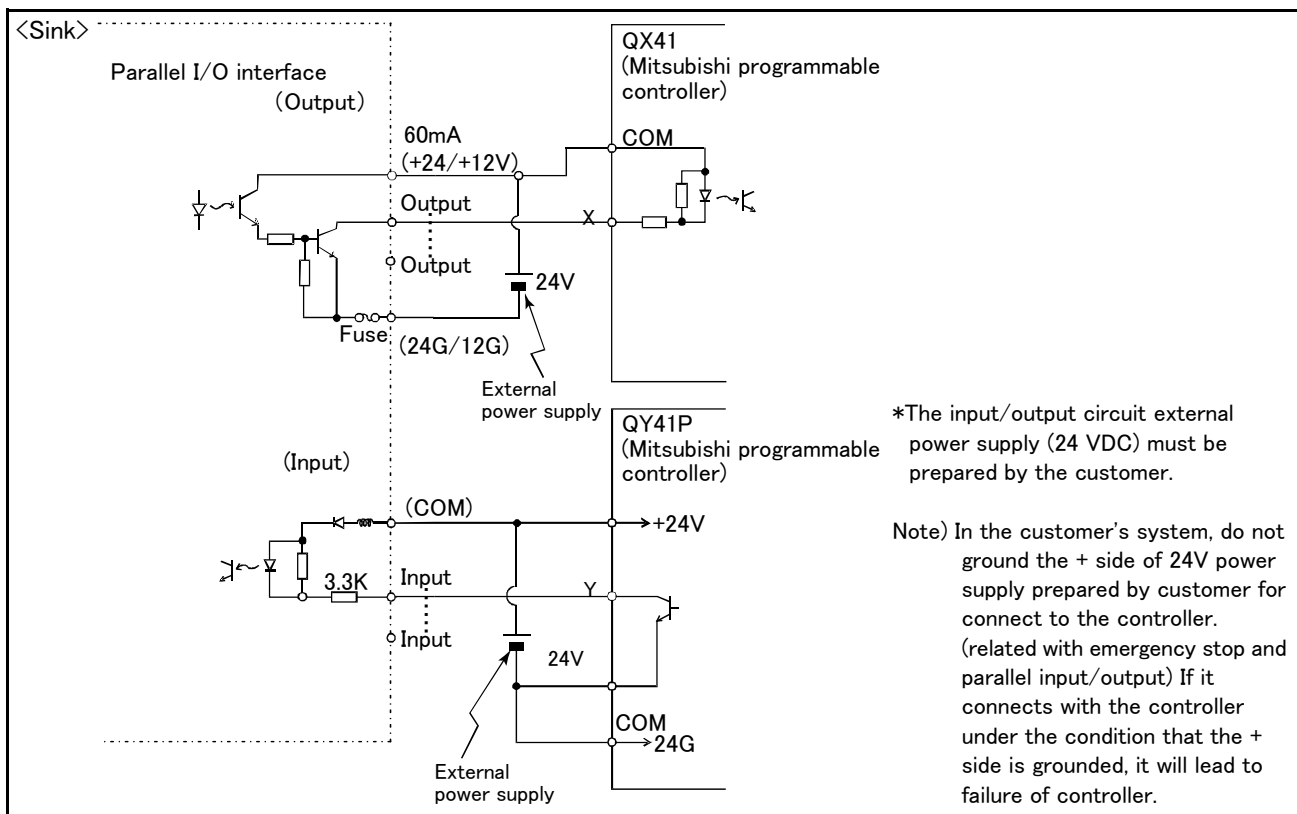 <Sink>
Parallel I/O interface
(Output)
60mA
(+24/+12V)
Output
Output
Fuse
(24G/12G)
24V
External
power supply
QX41
(Mitsubishi programmable
controller)
COM
X
(Input)
(COM)
3.3K
Input
Input
24V
External
power supply
QY41P
(Mitsubishi programmable
controller)
+24V
Y
COM
24G
*The input/output circuit external
power supply (24 VDC) must be
prepared by the customer.
Note) In the customer's system, do not
ground the + side of 24V power
supply prepared by customer for
connect to the controller.
(related with emergency stop and
parallel input/output) If it
connects with the controller
under the condition that the +
side is grounded, it will lead to
failure of controller.